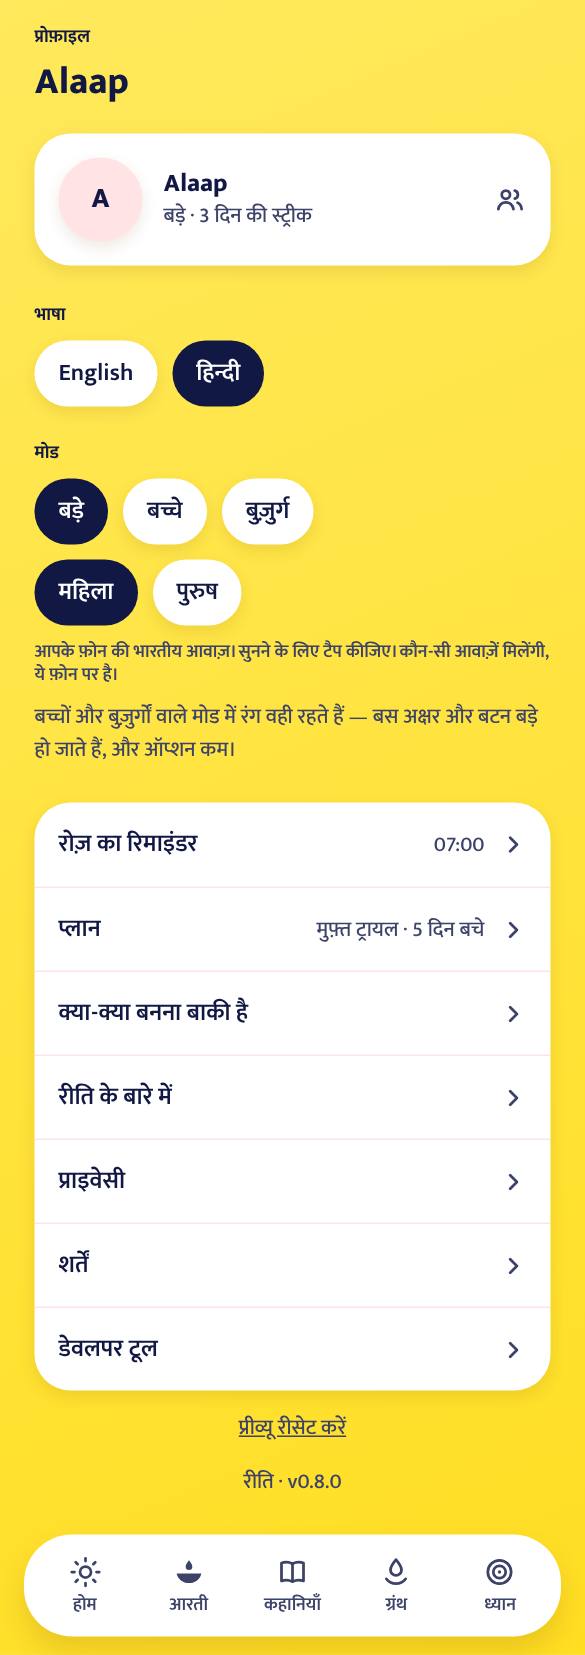 प्रोफ़ाइल
Alaap
A
Alaap
बड़े · 3 दिन की स्ट्रीक
भाषा
English हिन्दी
मोड
बड़े बच्चे बुज़ुर्ग
महिला पुरुष
आपके फ़ोन की भारतीय आवाज़। सुनने के लिए टैप कीजिए। कौन-सी आवाज़ें मिलेंगी,
ये फ़ोन पर है।
बच्चों और बुज़ुर्गों वाले मोड में रंग वही रहते हैं — बस अक्षर और बटन बड़े
हो जाते हैं, और ऑप्शन कम।
रोज़ का रिमाइंडर 07:00
प्लान मुफ़्त ट्रायल · 5 दिन बचे
क्या-क्या बनना बाकी है
रीति के बारे में
प्राइवेसी
शर्तें
डेवलपर टूल
प्रीव्यू रीसेट करें
रीति · v0.8.0
होम आरती कहानियाँ ग्रंथ ध्यान